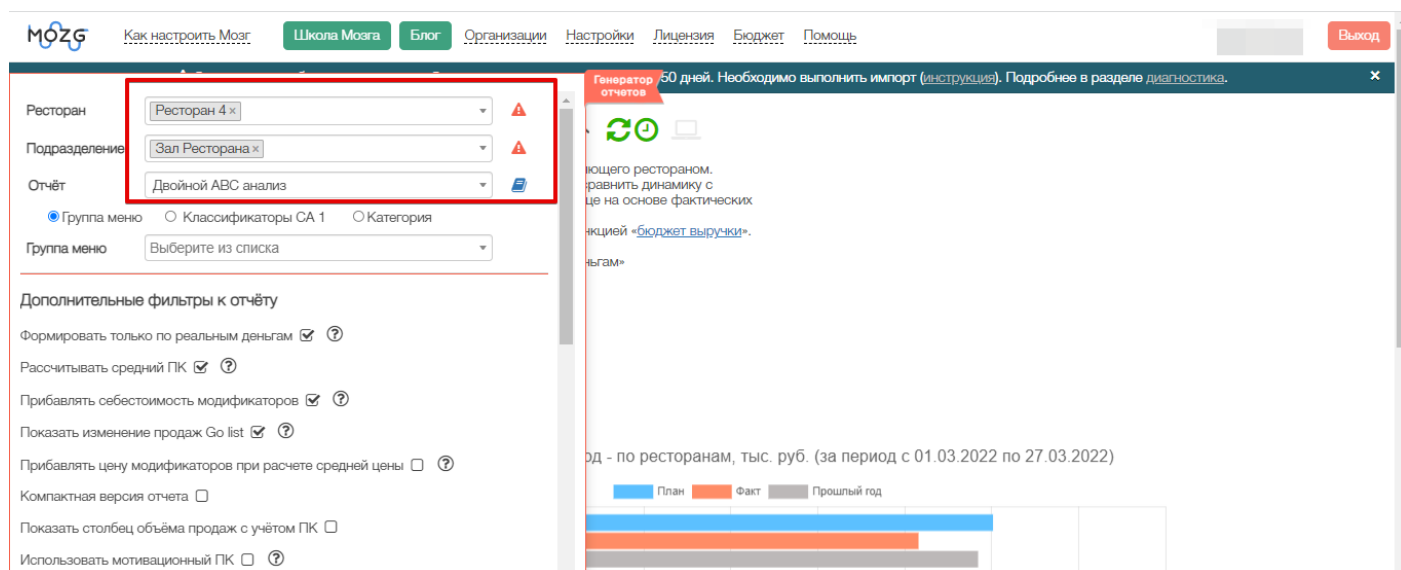 MOZG Как настроить Мозг Школа Мозга Блог Организации Настройки Лицензия Бюджет Помощь Выход
50 дней. Необходимо выполнить импорт (инструкция). Подробнее в разделе диагностика. ×
Генератор
отчетов
Ресторан Ресторан 4 ×
Подразделение Зал Ресторана ×
Отчёт Двойной ABC анализ
Группа меню Классификаторы СА 1 Категория
Группа меню Выберите из списка
Дополнительные фильтры к отчёту
Формировать только по реальным деньгам ?
Рассчитывать средний ПК ?
Прибавлять себестоимость модификаторов ?
Показать изменение продаж Go list ?
Прибавлять цену модификаторов при расчете средней цены ?
Компактная версия отчета
Показать столбец объёма продаж с учётом ПК
Использовать мотивационный ПК ?
ющего рестораном.
равнить динамику с
це на основе фактических
нкцией «бюджет выручки».
ньгам»
од - по ресторанам, тыс. руб. (за период с 01.03.2022 по 27.03.2022)
План Факт Прошлый год